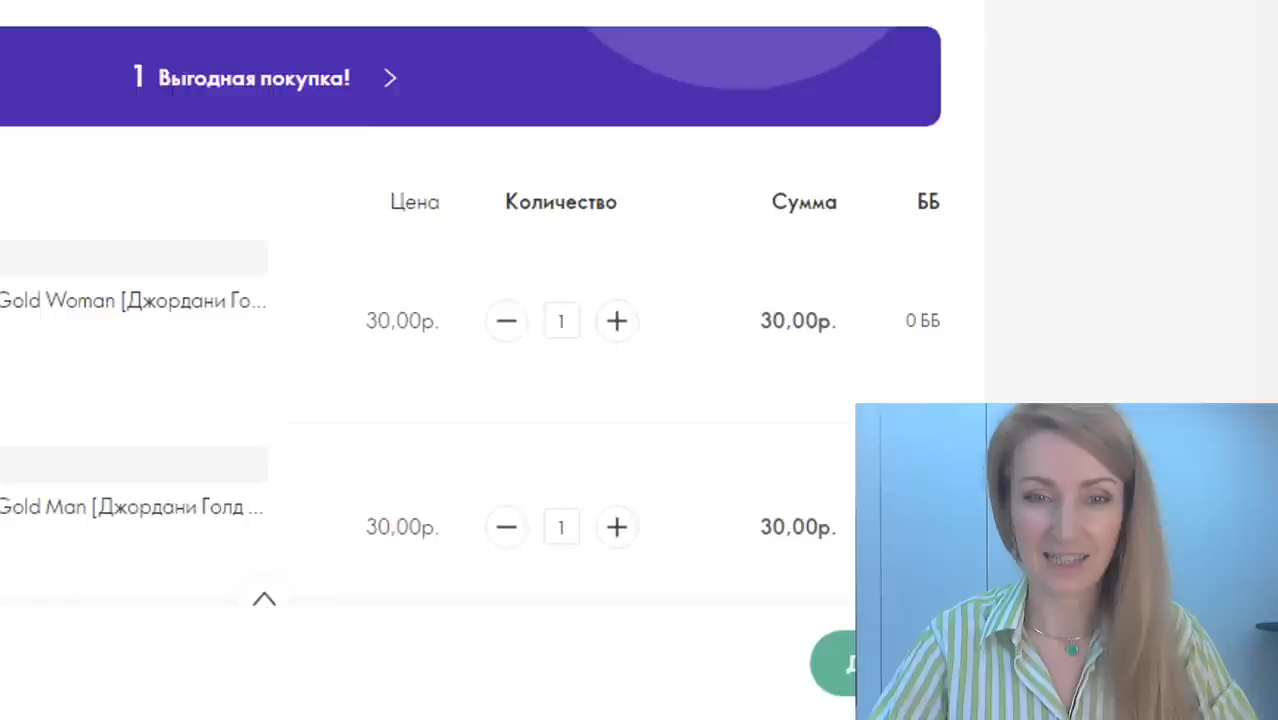 1 Выгодная покупка!
Цена Количество Сумма ББ
Gold Woman [Джордани Го...
30,00р. 1 30,00р. 0 ББ
Gold Man [Джордани Голд ...
30,00р. 1 30,00р.